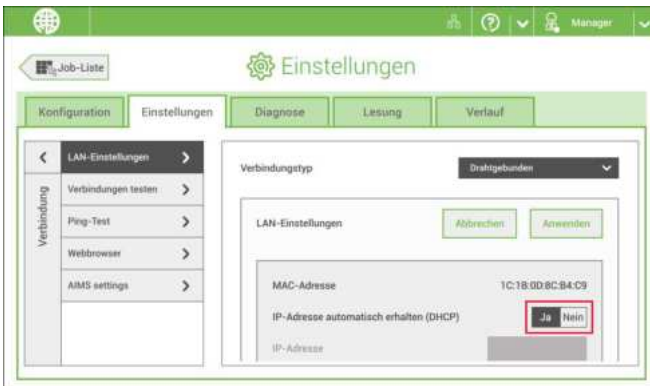 Manager
Job-Liste
Einstellungen
Konfiguration
Einstellungen
Diagnose
Lesung
Verlauf
Verbindung
LAN-Einstellungen
Verbindungen testen
Ping-Test
Webbrowser
AIMS settings
Verbindungstyp
Drahtgebunden
LAN-Einstellungen
Abbrechen
Anwenden
MAC-Adresse
1C:1B:0D:8C:B4:C9
IP-Adresse automatisch erhalten (DHCP)
Ja Nein
IP-Adresse